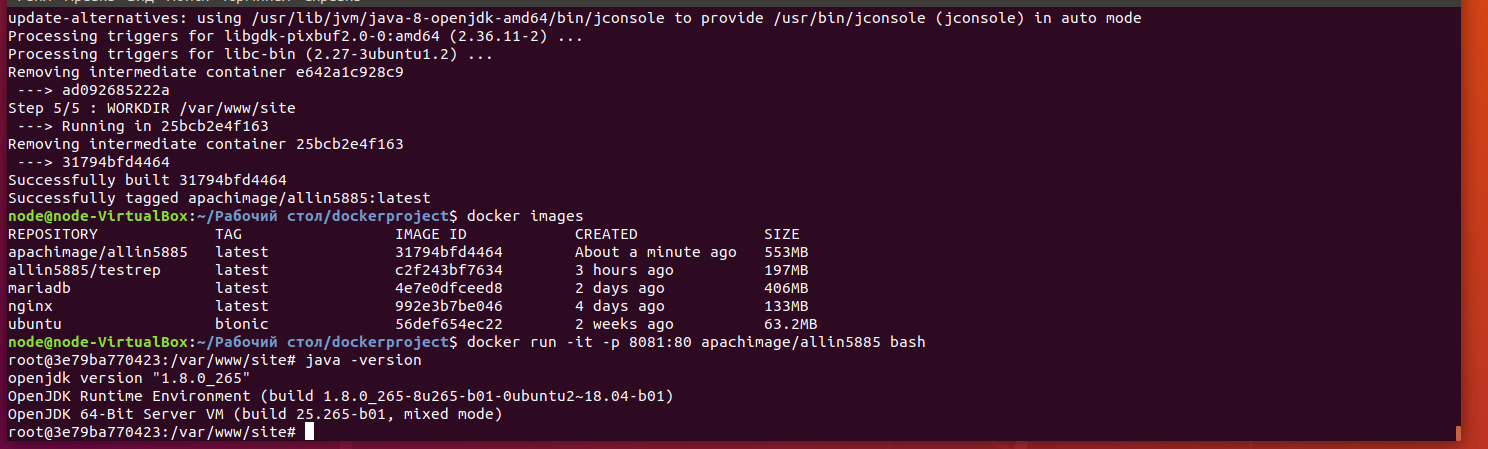 update-alternatives: using /usr/lib/jvm/java-8-openjdk-amd64/bin/jconsole to provide /usr/bin/jconsole (jconsole) in auto mode
Processing triggers for libgdk-pixbuf2.0-0:amd64 (2.36.11-2) ...
Processing triggers for libc-bin (2.27-3ubuntu1.2) ...
Removing intermediate container e642a1c928c9
 ---> ad092685222a
Step 5/5 : WORKDIR /var/www/site
 ---> Running in 25bcb2e4f163
Removing intermediate container 25bcb2e4f163
 ---> 31794bfd4464
Successfully built 31794bfd4464
Successfully tagged apachimage/allin5885:latest
node@node-VirtualBox:~/Рабочий стол/dockerproject$ docker images
REPOSITORY TAG IMAGE ID CREATED SIZE
apachimage/allin5885 latest 31794bfd4464 About a minute ago 553MB
allin5885/testrep latest c2f243bf7634 3 hours ago 197MB
mariadb latest 4e7e0dfceed8 2 days ago 406MB
nginx latest 992e3b7be046 4 days ago 133MB
ubuntu bionic 56def654ec22 2 weeks ago 63.2MB
node@node-VirtualBox:~/Рабочий стол/dockerproject$ docker run -it -p 8081:80 apachimage/allin5885 bash
root@3e79ba770423:/var/www/site# java -version
openjdk version "1.8.0_265"
OpenJDK Runtime Environment (build 1.8.0_265-8u265-b01-0ubuntu2~18.04-b01)
OpenJDK 64-Bit Server VM (build 25.265-b01, mixed mode)
root@3e79ba770423:/var/www/site#